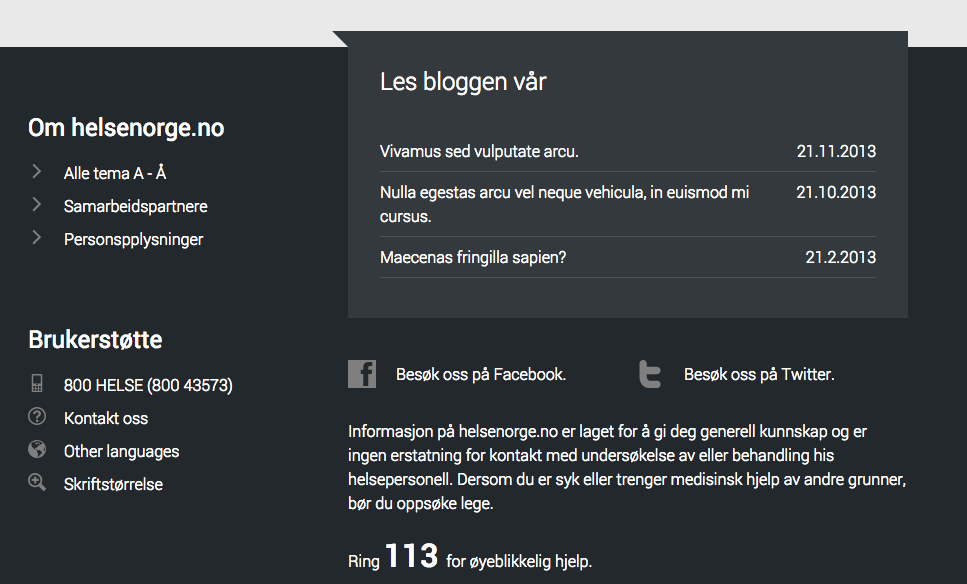 Om helsenorge.no
Alle tema A - Å
Samarbeidspartnere
Personspplysninger
Brukerstøtte
800 HELSE (800 43573)
Kontakt oss
Other languages
Skriftstørrelse
Les bloggen vår
Vivamus sed vulputate arcu. 21.11.2013
Nulla egestas arcu vel neque vehicula, in euismod mi 21.10.2013
cursus.
Maecenas fringilla sapien? 21.2.2013
Besøk oss på Facebook. Besøk oss på Twitter.
Informasjon på helsenorge.no er laget for å gi deg generell kunnskap og er
ingen erstatning for kontakt med undersøkelse av eller behandling his
helsepersonell. Dersom du er syk eller trenger medisinsk hjelp av andre grunner,
bør du oppsøke lege.
Ring 113 for øyeblikkelig hjelp.